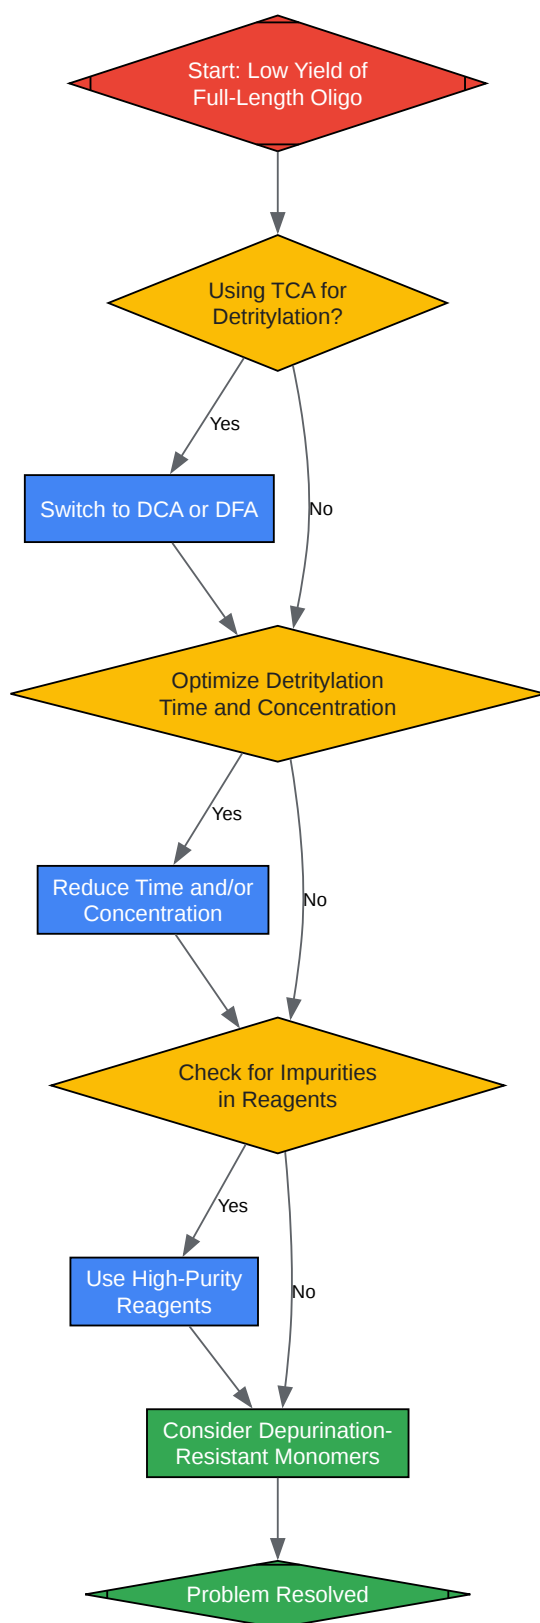 Start: Low Yield of
Full-Length Oligo
Using TCA for
Detritylation?
Yes
Switch to DCA or DFA
No
Optimize Detritylation
Time and Concentration
Yes
Reduce Time and/or
Concentration
No
Check for Impurities
in Reagents
Yes
Use High-Purity
Reagents
No
Consider Depurination-
Resistant Monomers
Problem Resolved